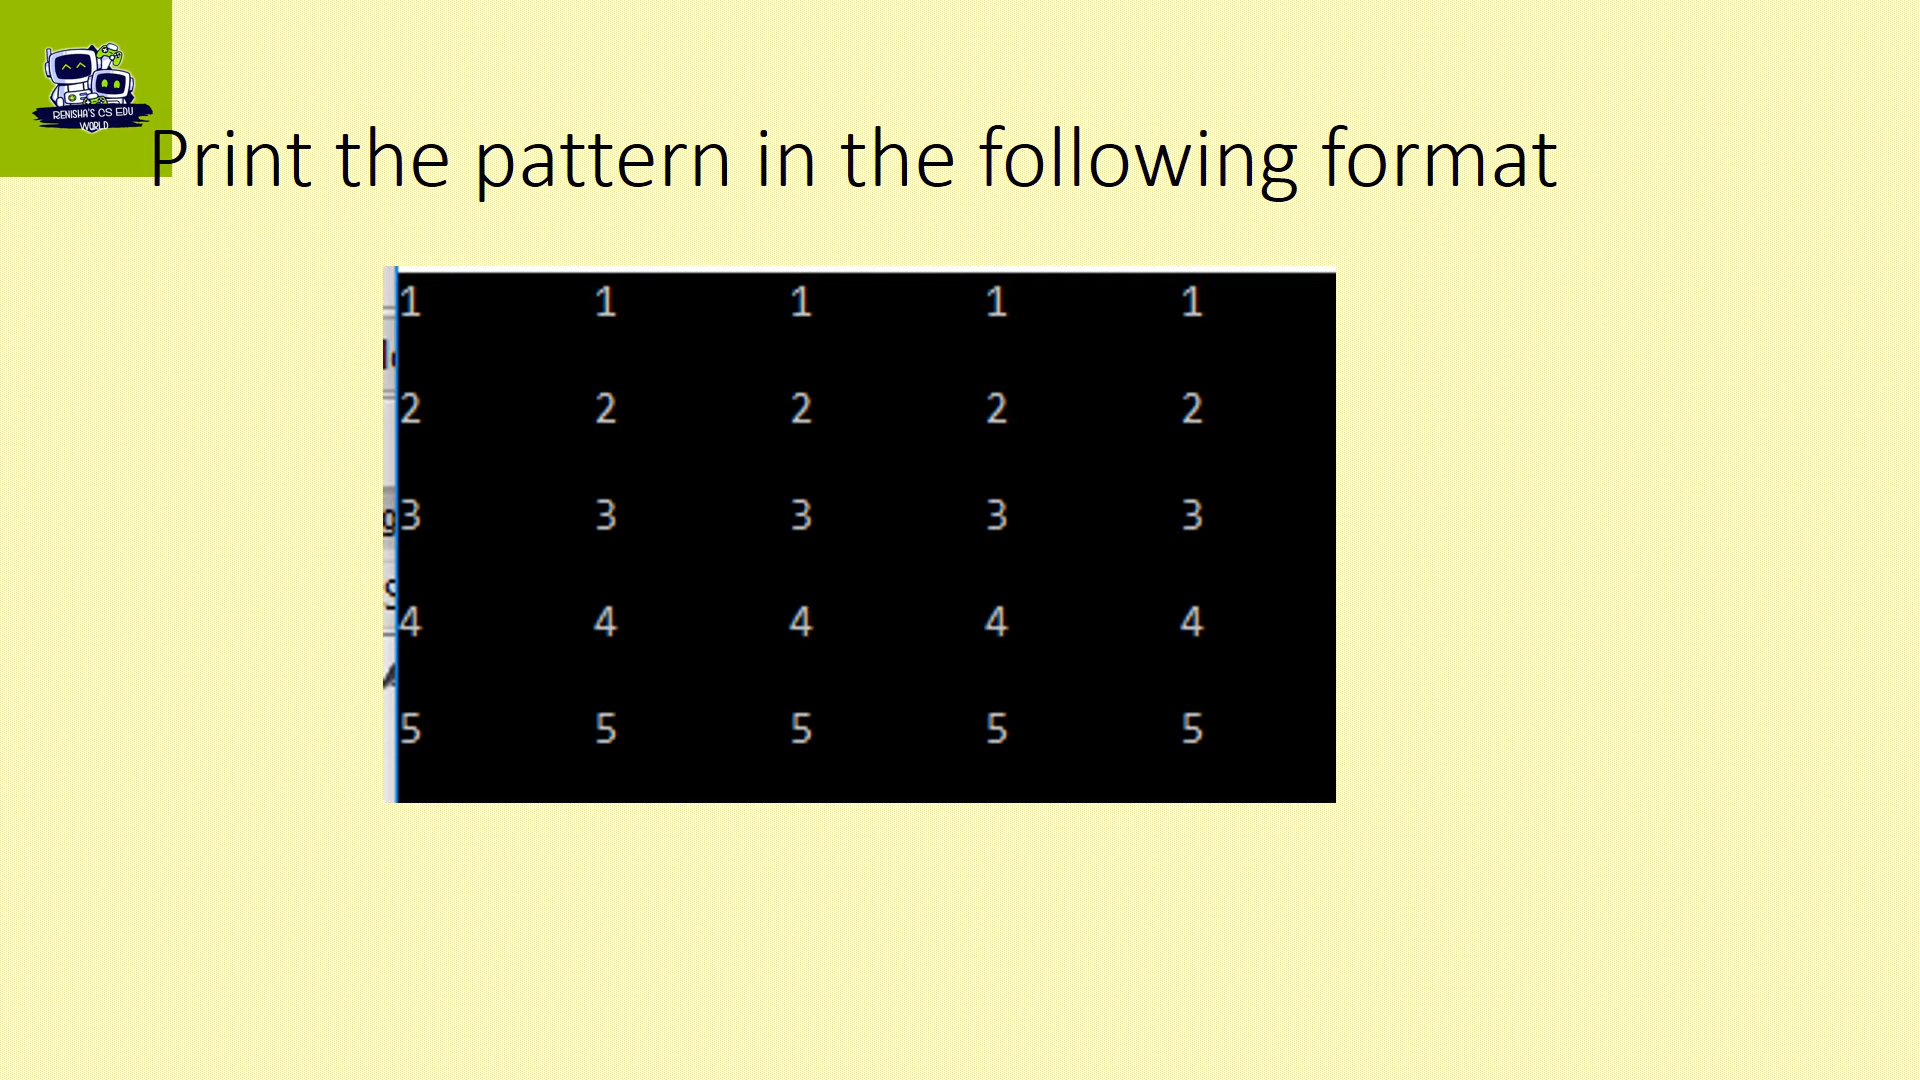 RENISHA'S CS EDU
WORLD
Print the pattern in the following format
1 1 1 1 1
2 2 2 2 2
3 3 3 3 3
4 4 4 4 4
5 5 5 5 5